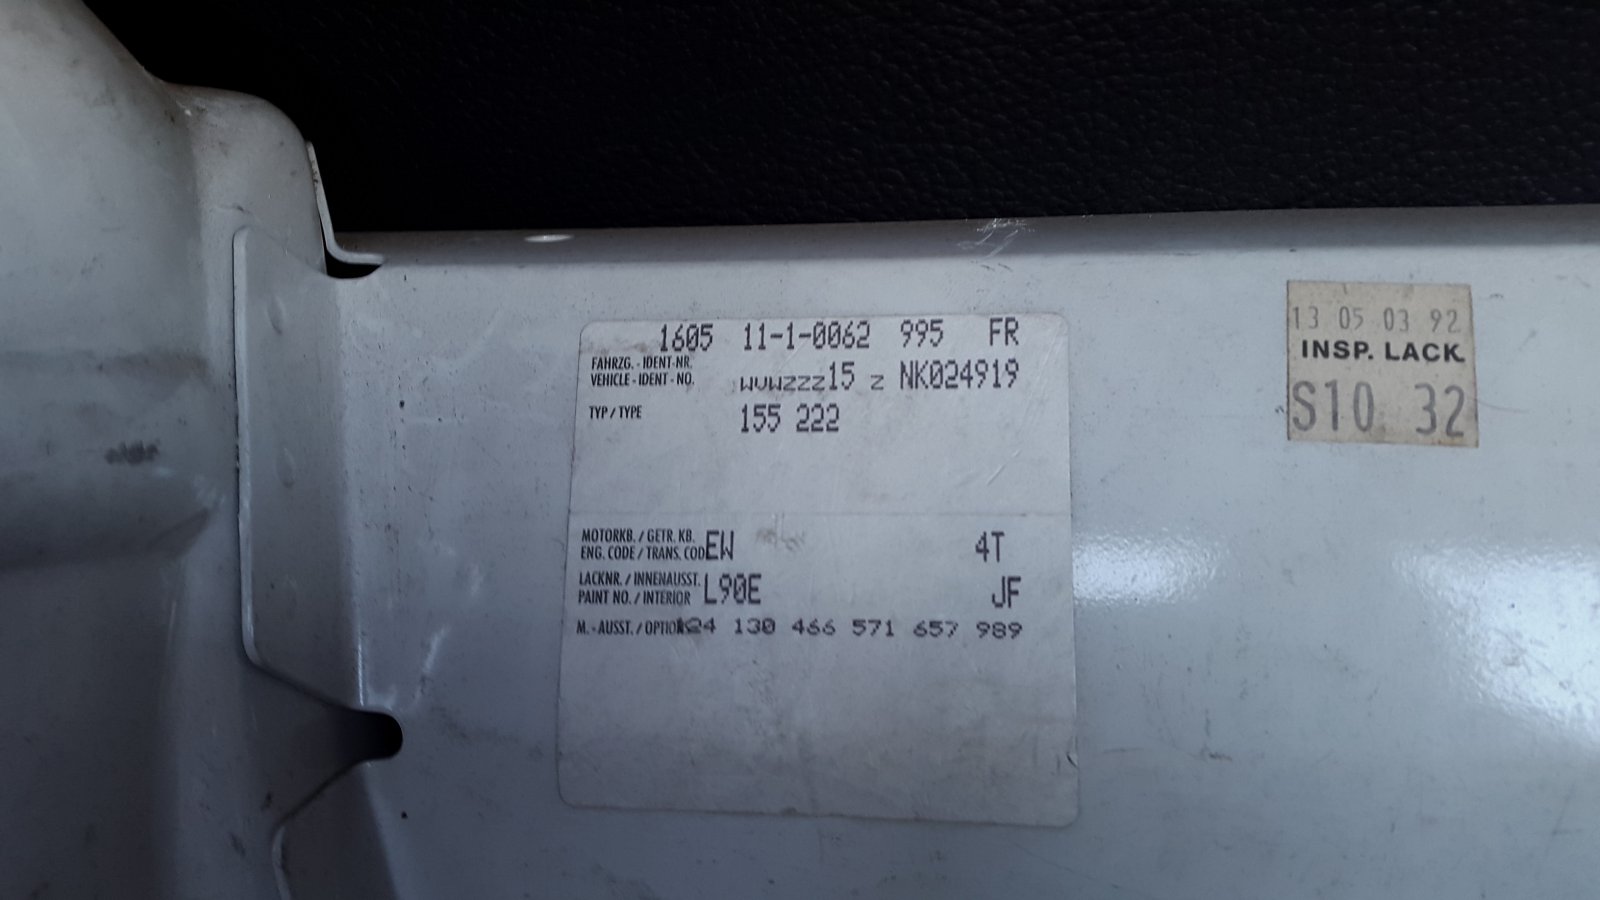 1605 11-1-0062 995 FR
FAHRZG. - IDENT-NR.
VEHICLE - IDENT - NO. WVWZZZ15 Z NK024919
TYP / TYPE 155 222
MOTORKB. / GETR. KB.
ENG. CODE / TRANS. COD EW 4T
LACKNR. / INNENAUSST.
PAINT NO. / INTERIOR L90E JF
M. - AUSST. / OPTION 124 130 466 571 657 989
13 05 03 92
INSP. LACK.
S10 32